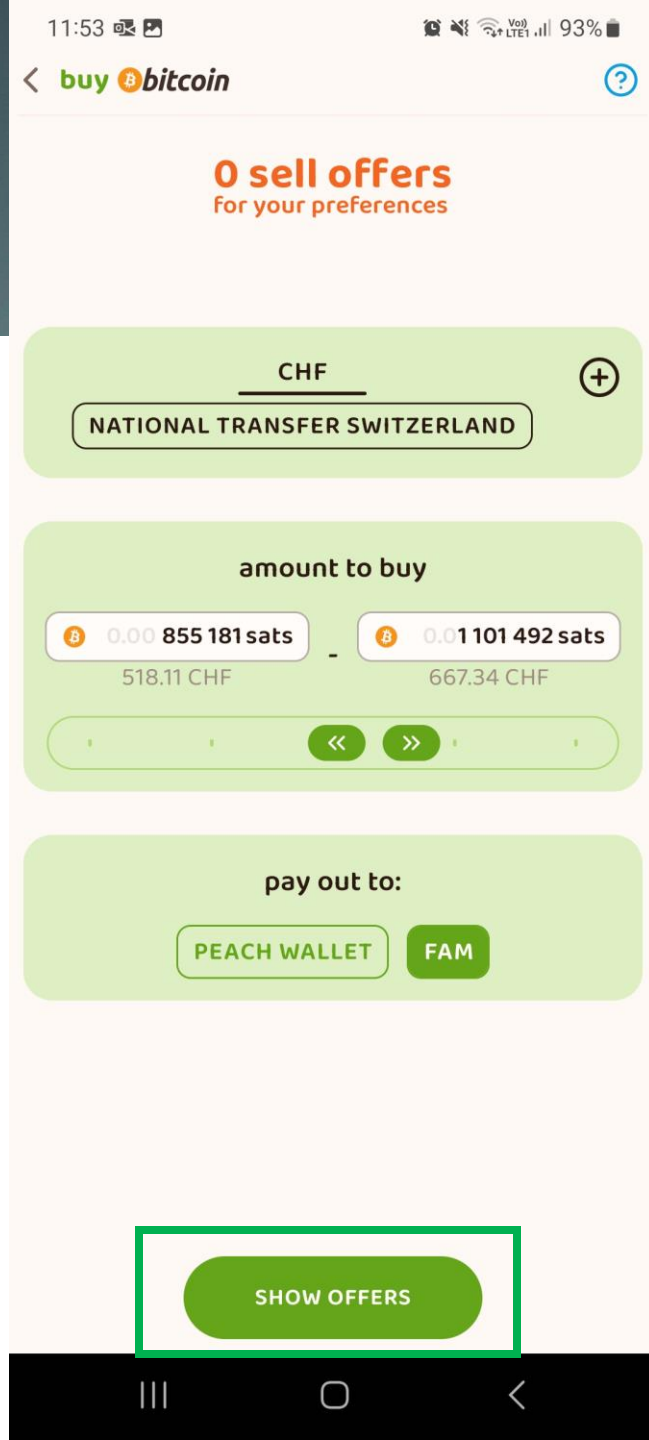 11:53 Vo)) LTE1 93%
buy bitcoin ?
0 sell offers
for your preferences
CHF
NATIONAL TRANSFER SWITZERLAND
amount to buy
0.00 855 181 sats - 0.01 101 492 sats
518.11 CHF 667.34 CHF
pay out to:
PEACH WALLET FAM
SHOW OFFERS